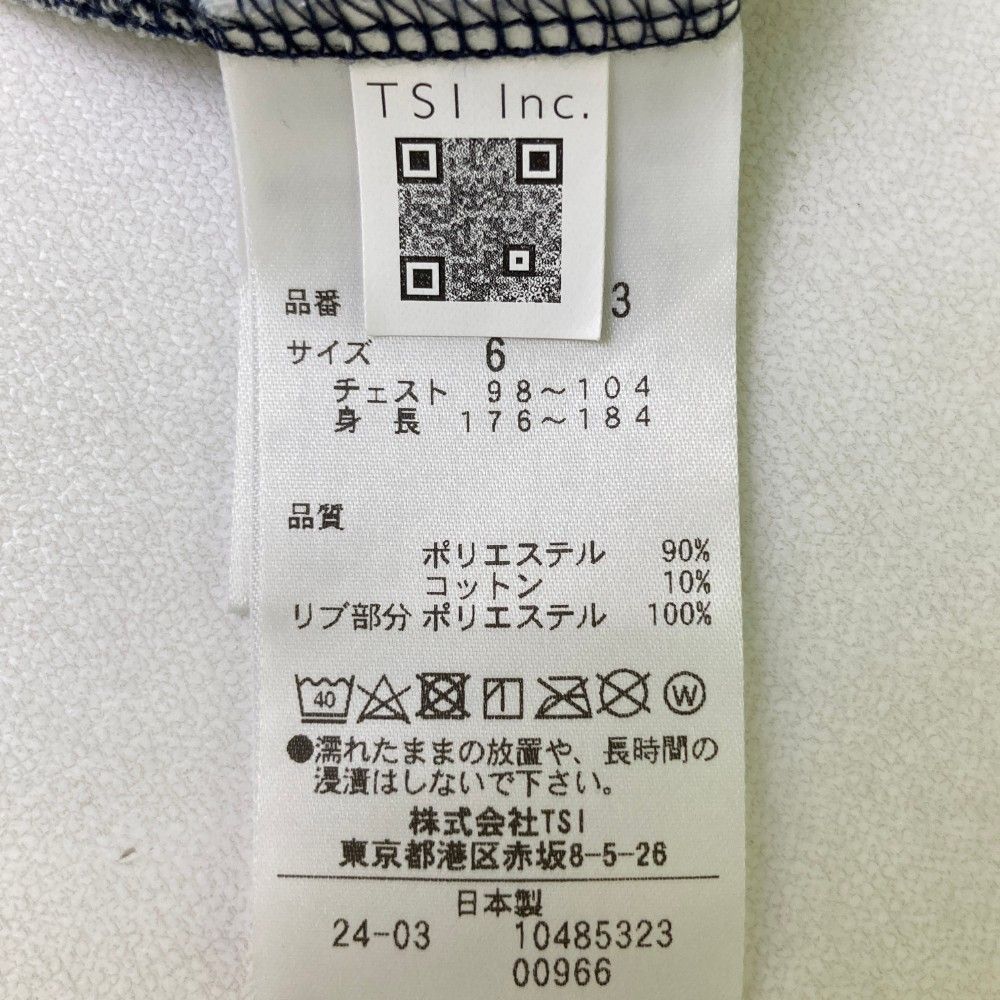 TSI Inc.
品番 3
サイズ 6
チェスト 98〜104
身長 176〜184
品質
ポリエステル 90%
コットン 10%
リブ部分 ポリエステル 100%
40 W
●濡れたままの放置や、長時間の
浸漬はしないで下さい。
株式会社TSI
東京都港区赤坂8-5-26
日本製
24-03 10485323
00966